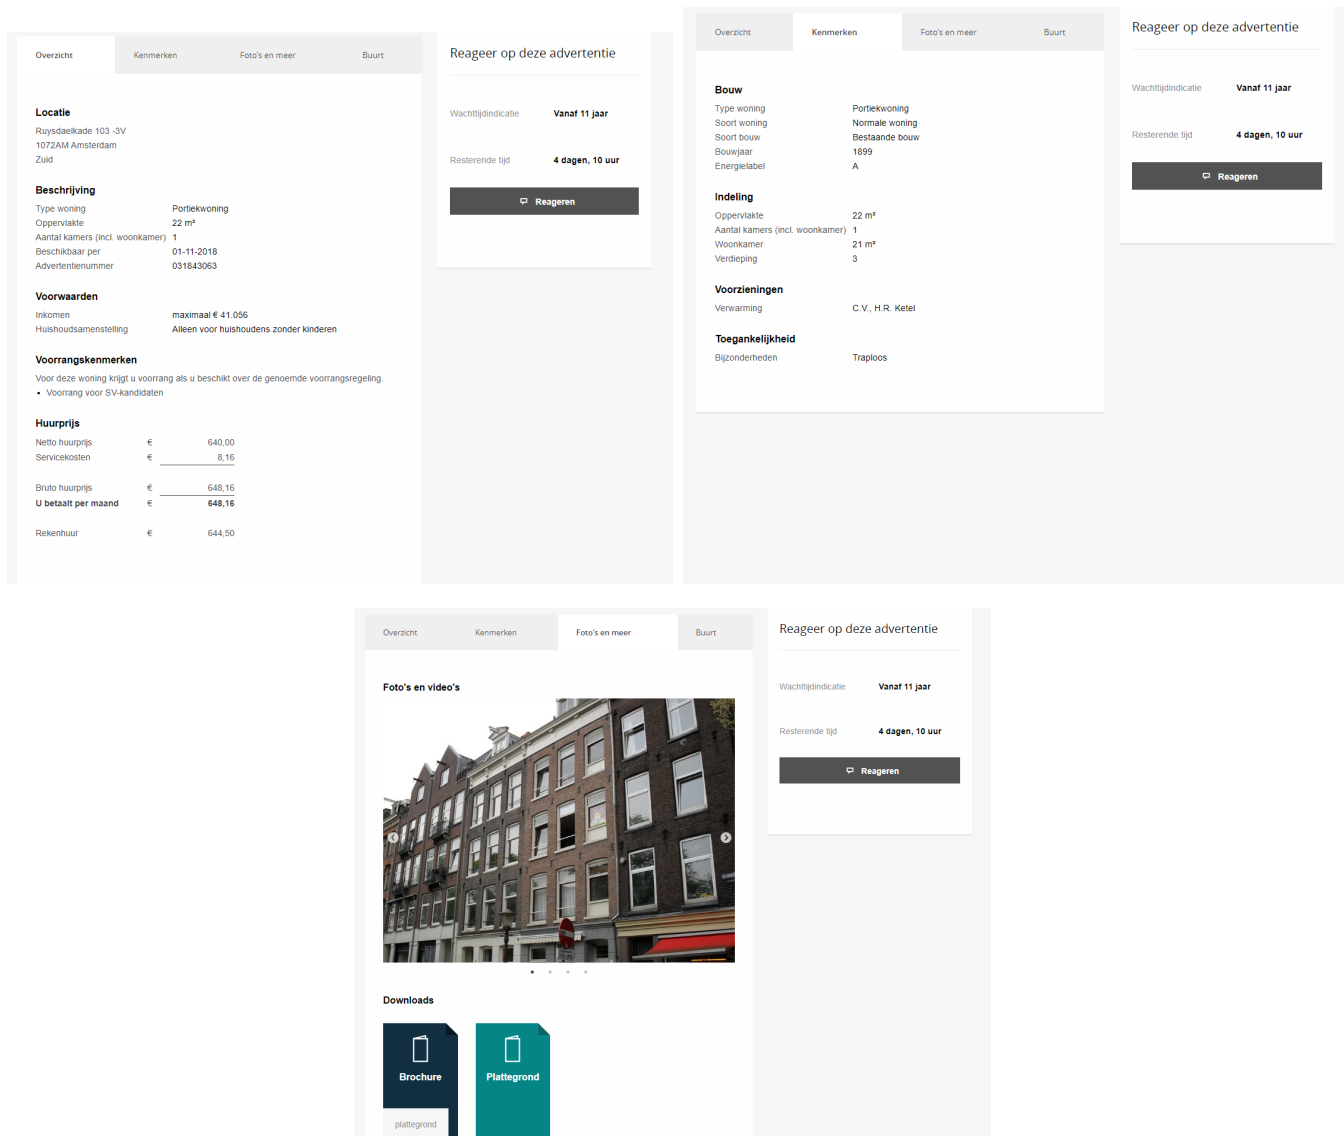 Overzicht Kenmerken Foto's en meer Buurt
Locatie
Ruysdaelkade 103 -3V
1072AM Amsterdam
Zuid
Beschrijving
Type woning Portiekwoning
Oppervlakte 22 m²
Aantal kamers (incl. woonkamer) 1
Beschikbaar per 01-11-2018
Advertentienummer 031843063
Voorwaarden
Inkomen maximaal € 41.056
Huishoudsamenstelling Alleen voor huishoudens zonder kinderen
Voorrangskenmerken
Voor deze woning krijgt u voorrang als u beschikt over de genoemde voorrangsregeling.
• Voorrang voor SV-kandidaten
Huurprijs
Netto huurprijs € 640,00
Servicekosten € 8,16
Bruto huurprijs € 648,16
U betaalt per maand € 648,16
Rekenhuur € 644,50
Reageer op deze advertentie
Wachttijdindicatie Vanaf 11 jaar
Resterende tijd 4 dagen, 10 uur
Reageren
Overzicht Kenmerken Foto's en meer Buurt
Bouw
Type woning Portiekwoning
Soort woning Normale woning
Soort bouw Bestaande bouw
Bouwjaar 1899
Energielabel A
Indeling
Oppervlakte 22 m²
Aantal kamers (incl. woonkamer) 1
Woonkamer 21 m²
Verdieping 3
Voorzieningen
Verwarming C.V., H.R. Ketel
Toegankelijkheid
Bijzonderheden Traploos
Reageer op deze advertentie
Wachttijdindicatie Vanaf 11 jaar
Resterende tijd 4 dagen, 10 uur
Reageren
Overzicht Kenmerken Foto's en meer Buurt
Foto's en video's
Downloads
Brochure
plattegrond
Plattegrond
Reageer op deze advertentie
Wachttijdindicatie Vanaf 11 jaar
Resterende tijd 4 dagen, 10 uur
Reageren